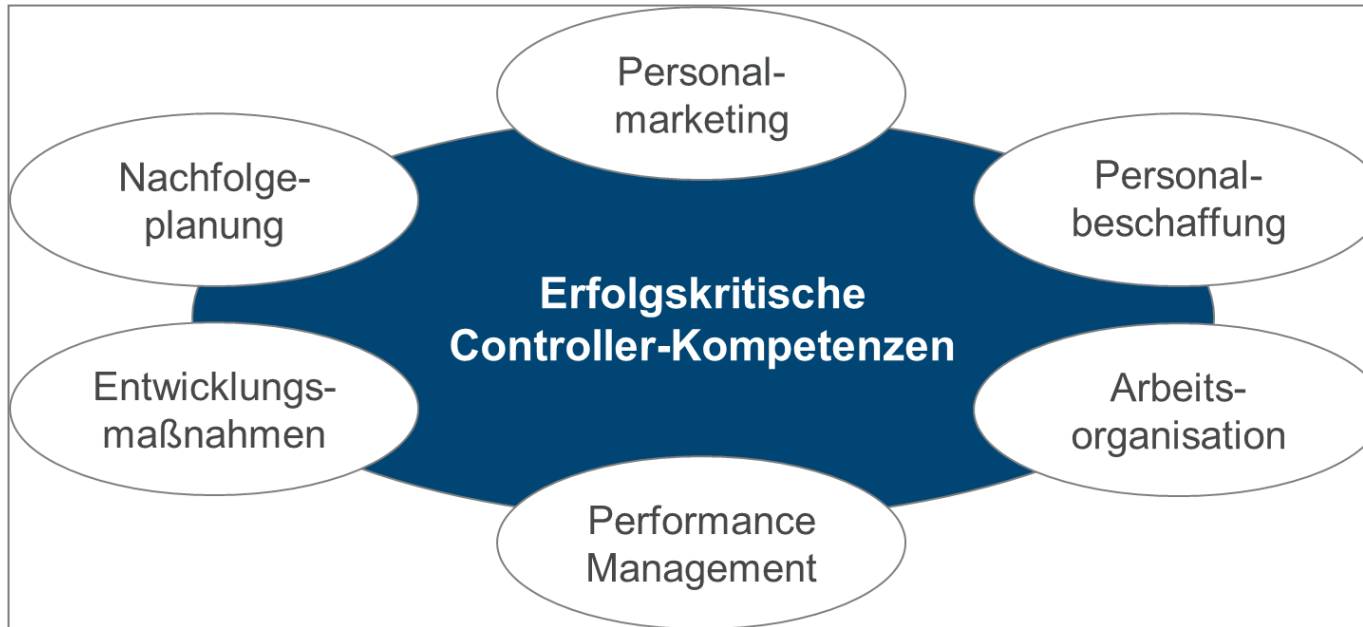 Personal-
marketing
Nachfolge-
planung
Personal-
beschaffung
Erfolgskritische
Controller-Kompetenzen
Entwicklungs-
maßnahmen
Arbeits-
organisation
Performance
Management